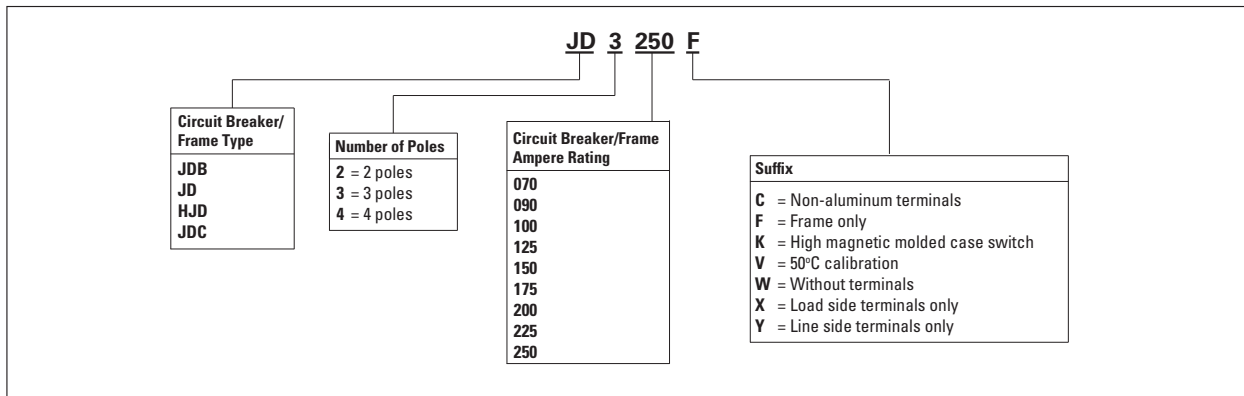 JD 3 250 F
Circuit Breaker/
Frame Type
JDB
JD
HJD
JDC
Number of Poles
2 = 2 poles
3 = 3 poles
4 = 4 poles
Circuit Breaker/Frame
Ampere Rating
070
090
100
125
150
175
200
225
250
Suffix
C = Non-aluminum terminals
F = Frame only
K = High magnetic molded case switch
V = 50°C calibration
W = Without terminals
X = Load side terminals only
Y = Line side terminals only